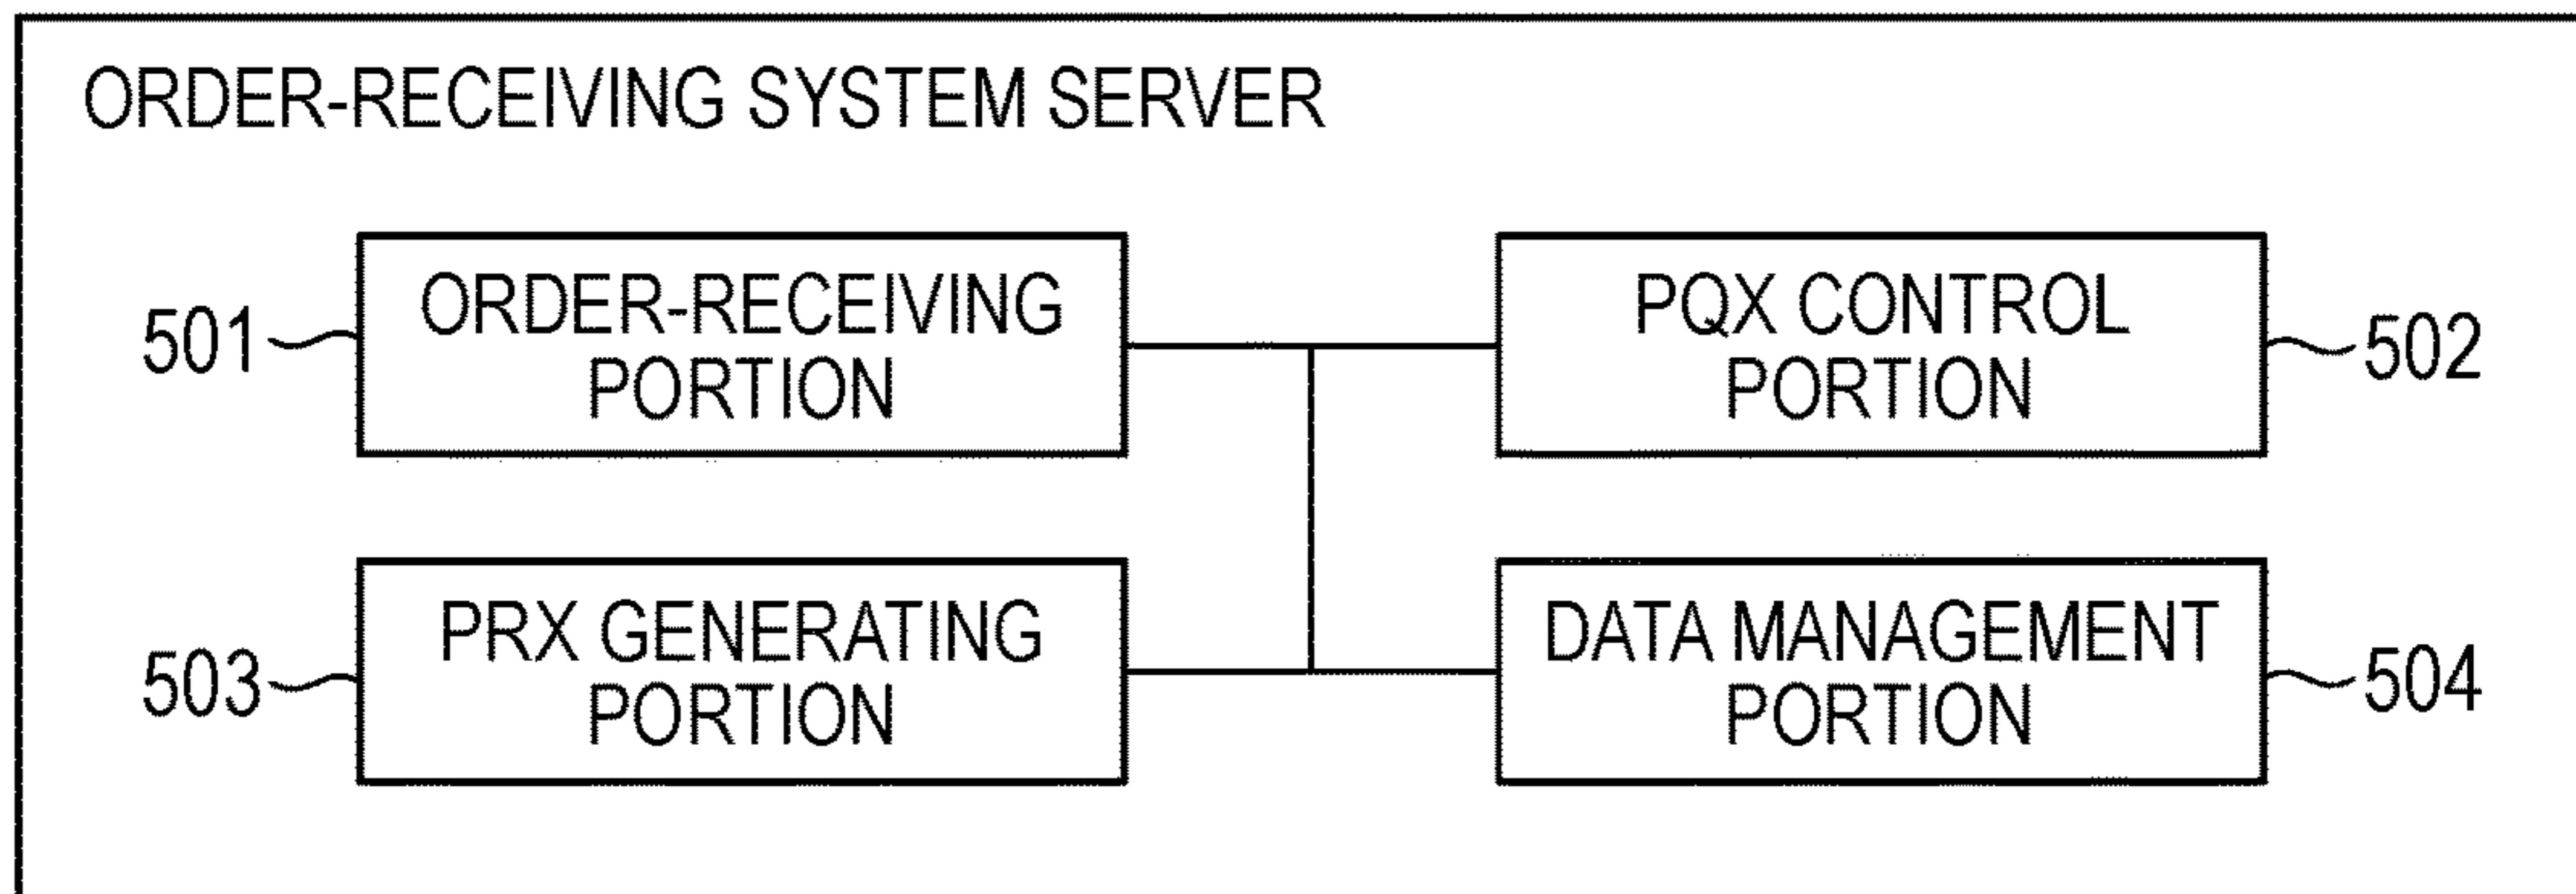 ORDER-RECEIVING SYSTEM SERVER
501
ORDER-RECEIVING
PORTION
PQX CONTROL
PORTION
502
503
PRX GENERATING
PORTION
DATA MANAGEMENT
PORTION
504